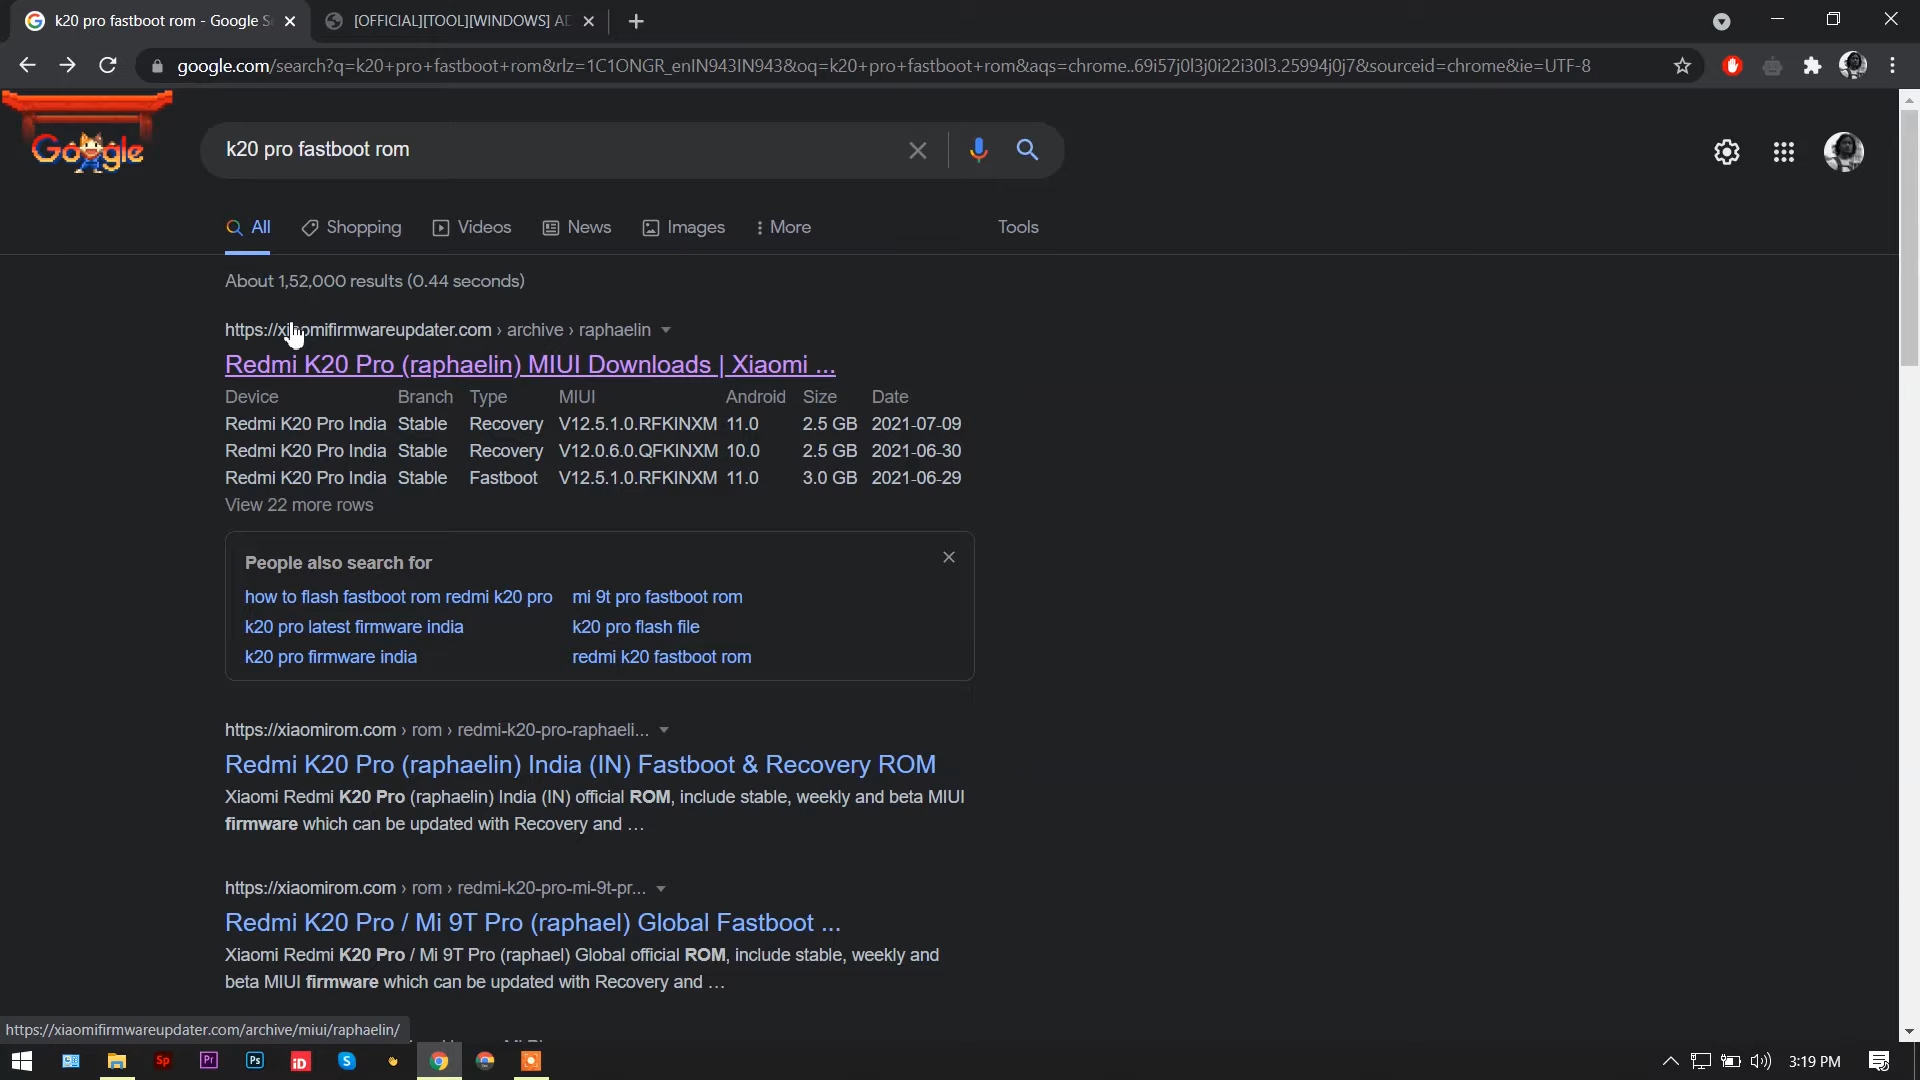 k20 pro fastboot rom - Google S
[OFFICIAL][TOOL][WINDOWS] AD
google.com/search?q=k20+pro+fastboot+rom&rlz=1C1ONGR_enIN943IN943&oq=k20+pro+fastboot+rom&aqs=chrome..69i57j0l3j0i22i30l3.25994j0j7&sourceid=chrome&ie=UTF-8
Google
k20 pro fastboot rom
All Shopping Videos News Images More Tools
About 1,52,000 results (0.44 seconds)
https://xiaomifirmwareupdater.com › archive › raphaelin
Redmi K20 Pro (raphaelin) MIUI Downloads | Xiaomi ...
Device Branch Type MIUI Android Size Date
Redmi K20 Pro India Stable Recovery V12.5.1.0.RFKINXM 11.0 2.5 GB 2021-07-09
Redmi K20 Pro India Stable Recovery V12.0.6.0.QFKINXM 10.0 2.5 GB 2021-06-30
Redmi K20 Pro India Stable Fastboot V12.5.1.0.RFKINXM 11.0 3.0 GB 2021-06-29
View 22 more rows
People also search for
how to flash fastboot rom redmi k20 pro mi 9t pro fastboot rom
k20 pro latest firmware india k20 pro flash file
k20 pro firmware india redmi k20 fastboot rom
https://xiaomirom.com › rom › redmi-k20-pro-raphaeli...
Redmi K20 Pro (raphaelin) India (IN) Fastboot & Recovery ROM
Xiaomi Redmi K20 Pro (raphaelin) India (IN) official ROM, include stable, weekly and beta MIUI
firmware which can be updated with Recovery and ...
https://xiaomirom.com › rom › redmi-k20-pro-mi-9t-pr...
Redmi K20 Pro / Mi 9T Pro (raphael) Global Fastboot ...
Xiaomi Redmi K20 Pro / Mi 9T Pro (raphael) Global official ROM, include stable, weekly and
beta MIUI firmware which can be updated with Recovery and ...
https://xiaomifirmwareupdater.com/archive/miui/raphaelin/
Sp Pr Ps iD S
3:19 PM